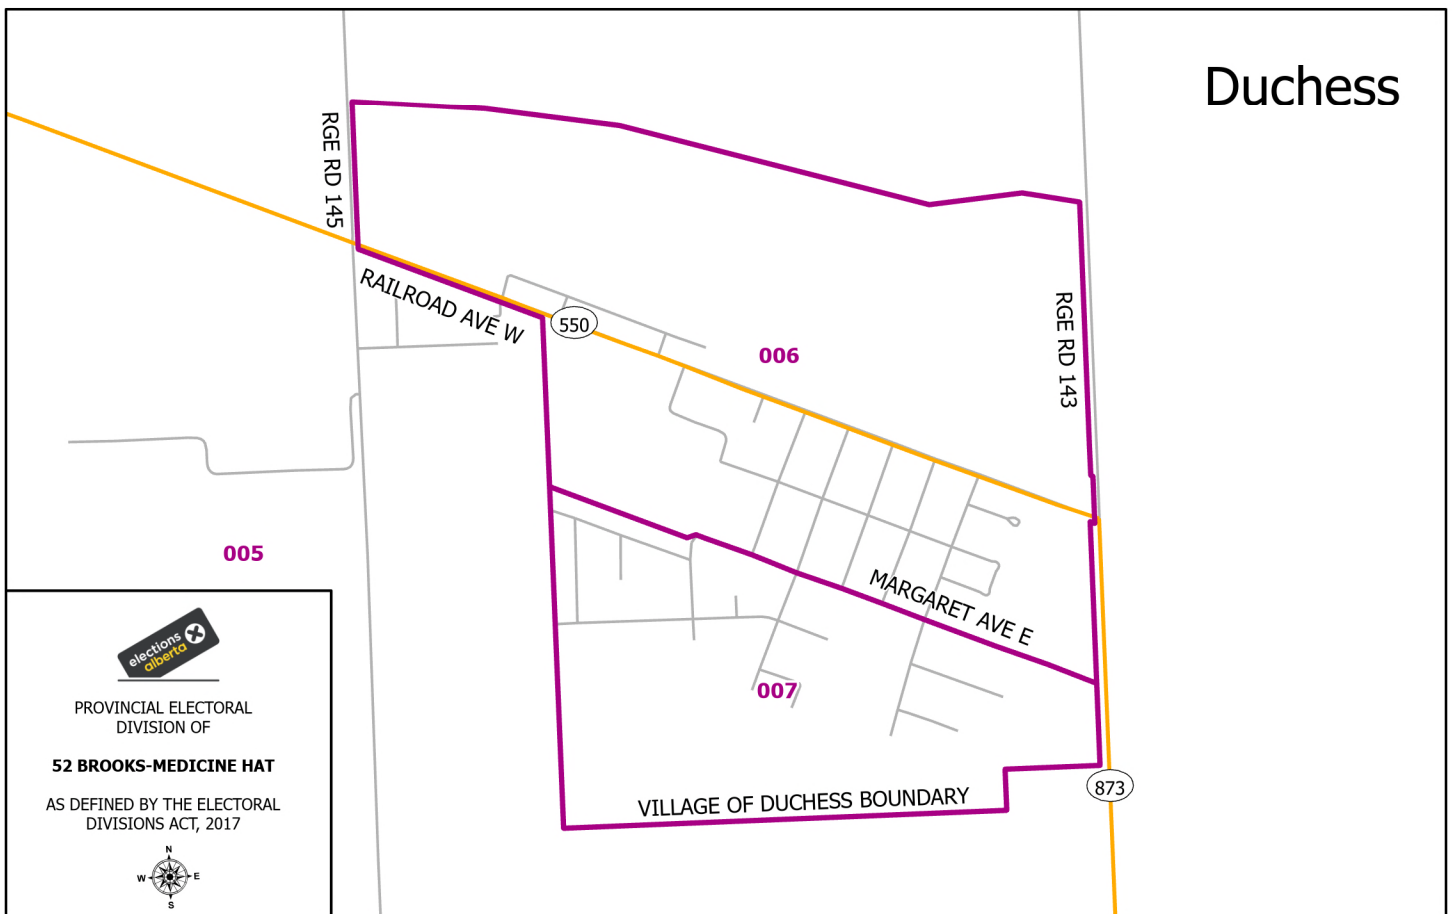 Duchess
RGE RD 145
RAILROAD AVE W
550
006
RGE RD 143
005
MARGARET AVE E
007
VILLAGE OF DUCHESS BOUNDARY
873
elections
alberta
PROVINCIAL ELECTORAL
DIVISION OF
52 BROOKS-MEDICINE HAT
AS DEFINED BY THE ELECTORAL
DIVISIONS ACT, 2017
N
W
E
S